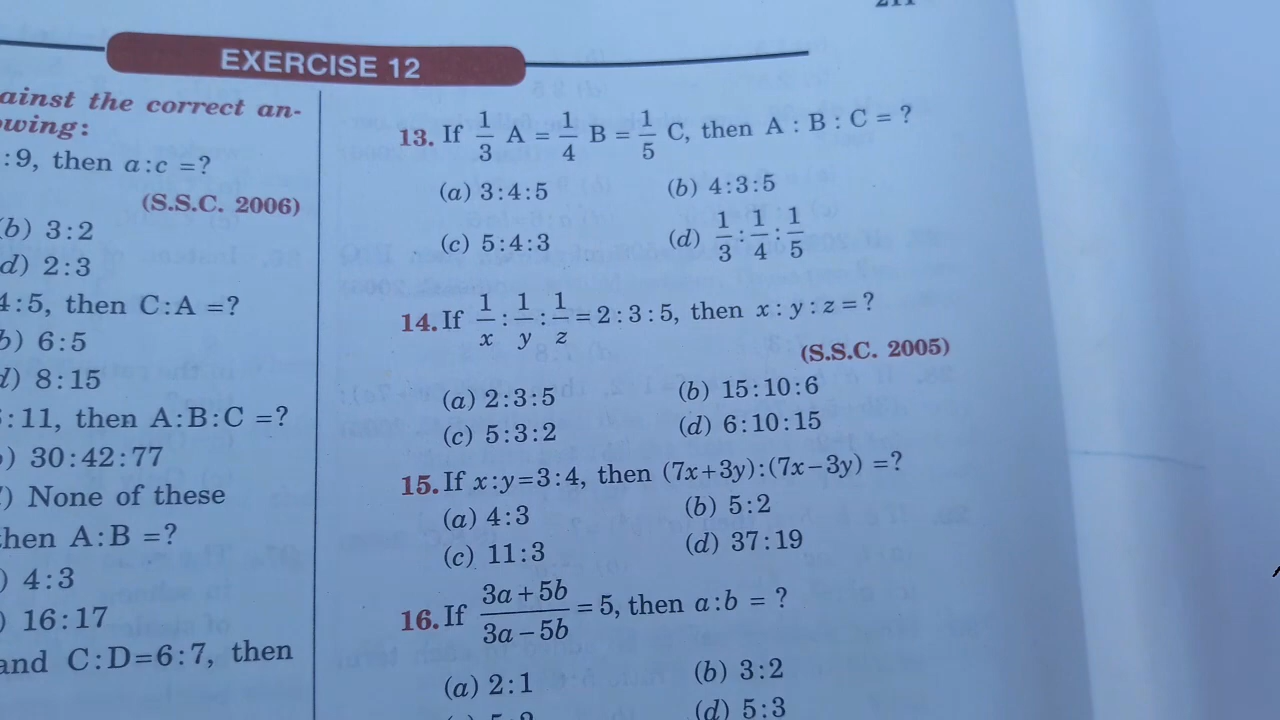 EXERCISE 12
ainst the correct an-
owing:
:9, then a:c =?
(S.S.C. 2006)
(b) 3:2
d) 2:3
4:5, then C:A =?
b) 6:5
d) 8:15
:11, then A:B:C =?
) 30:42:77
) None of these
then A:B =?
) 4:3
) 16:17
and C:D=6:7, then
13. If 1/3 A = 1/4 B = 1/5 C, then A : B : C = ?
(a) 3:4:5 (b) 4:3:5
(c) 5:4:3 (d) 1/3 : 1/4 : 1/5
14. If 1/x : 1/y : 1/z = 2 : 3 : 5, then x : y : z = ?
(S.S.C. 2005)
(a) 2:3:5 (b) 15:10:6
(c) 5:3:2 (d) 6:10:15
15. If x:y=3:4, then (7x+3y):(7x−3y) =?
(a) 4:3 (b) 5:2
(c) 11:3 (d) 37:19
16. If (3a + 5b)/(3a − 5b) = 5, then a:b = ?
(a) 2:1 (b) 3:2
(d) 5:3